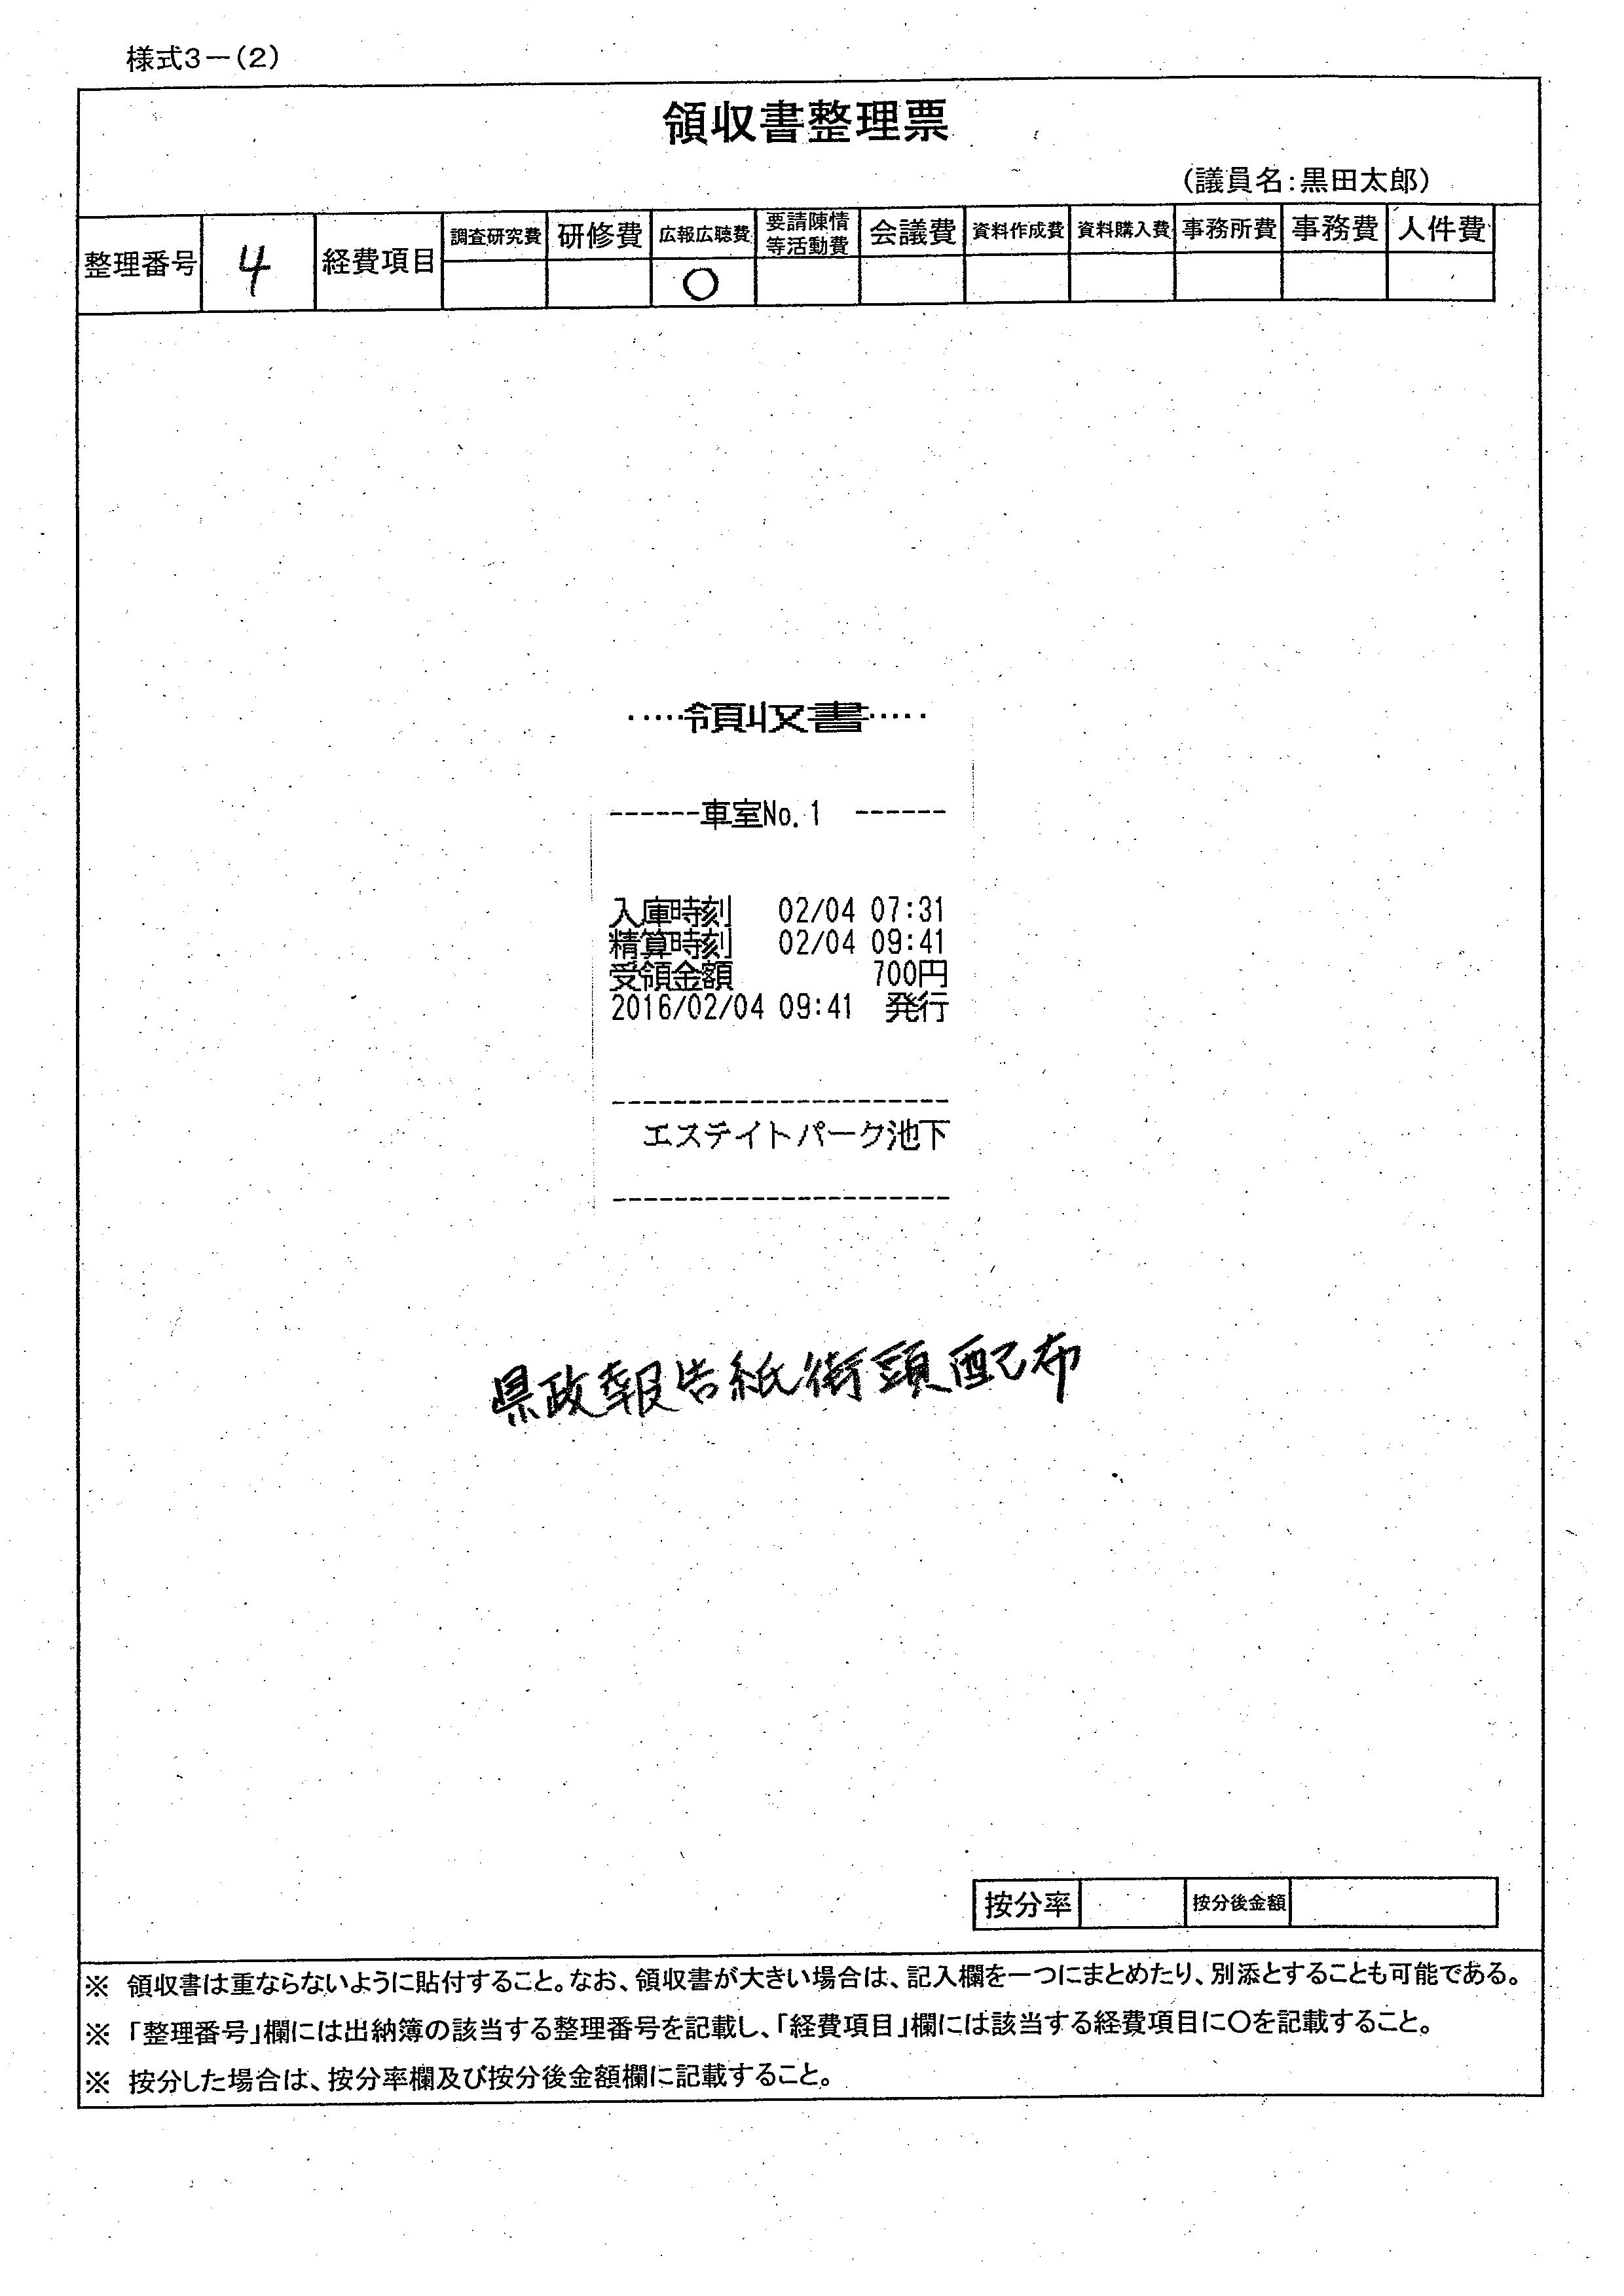 様式3－(2)
領収書整理票
(議員名:黒田太郎)
整理番号 4 経費項目 調査研究費 研修費 広報広聴費 要請陳情等活動費 会議費 資料作成費 資料購入費 事務所費 事務費 人件費
○
‥‥‥領収書‥‥‥
------車室No. 1 ------
入庫時刻 02/04 07:31
精算時刻 02/04 09:41
受領金額 700円
2016/02/04 09:41 発行
エステイトパーク池下
県政報告紙街頭配布
按分率 按分後金額
※ 領収書は重ならないように貼付すること。なお、領収書が大きい場合は、記入欄を一つにまとめたり、別添とすることも可能である。
※ 「整理番号」欄には出納簿の該当する整理番号を記載し、「経費項目」欄には該当する経費項目に○を記載すること。
※ 按分した場合は、按分率欄及び按分後金額欄に記載すること。